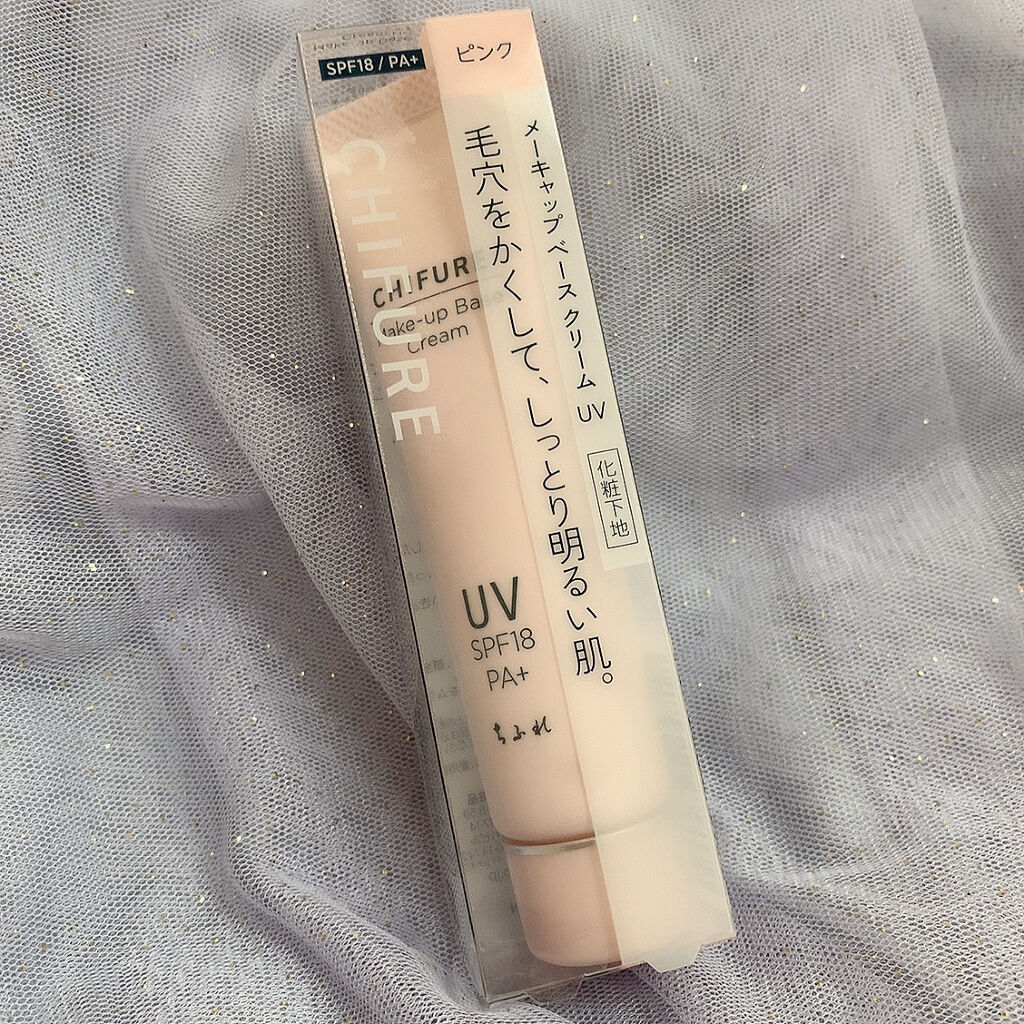 SPF18 / PA+
ピンク
CHIFURE
メーキャップ ベース クリーム UV
化粧下地
毛穴をかくして、しっとり明るい肌。
CHIFURE
Make-up Base
Cream
UV
SPF18
PA+
ちふれ